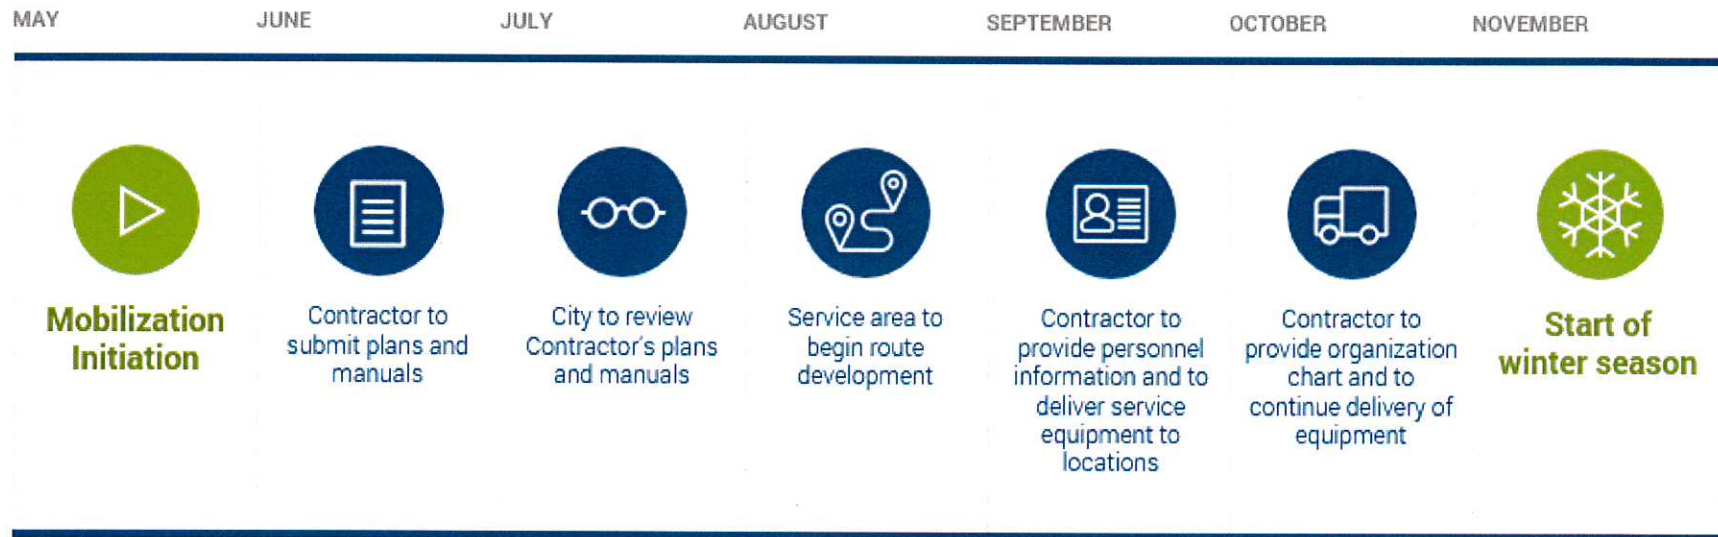 MAY
JUNE
JULY
AUGUST
SEPTEMBER
OCTOBER
NOVEMBER
Mobilization
Initiation
Contractor to
submit plans and
manuals
City to review
Contractor's plans
and manuals
Service area to
begin route
development
Contractor to
provide personnel
information and to
deliver service
equipment to
locations
Contractor to
provide organization
chart and to
continue delivery of
equipment
Start of
winter season